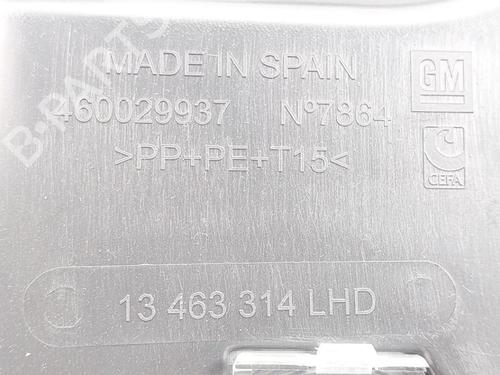 B-PARTS
MADE IN SPAIN
460029937 Nº7864
>PP+PE+T15<
GM
CEFA
13 463 314 LHD